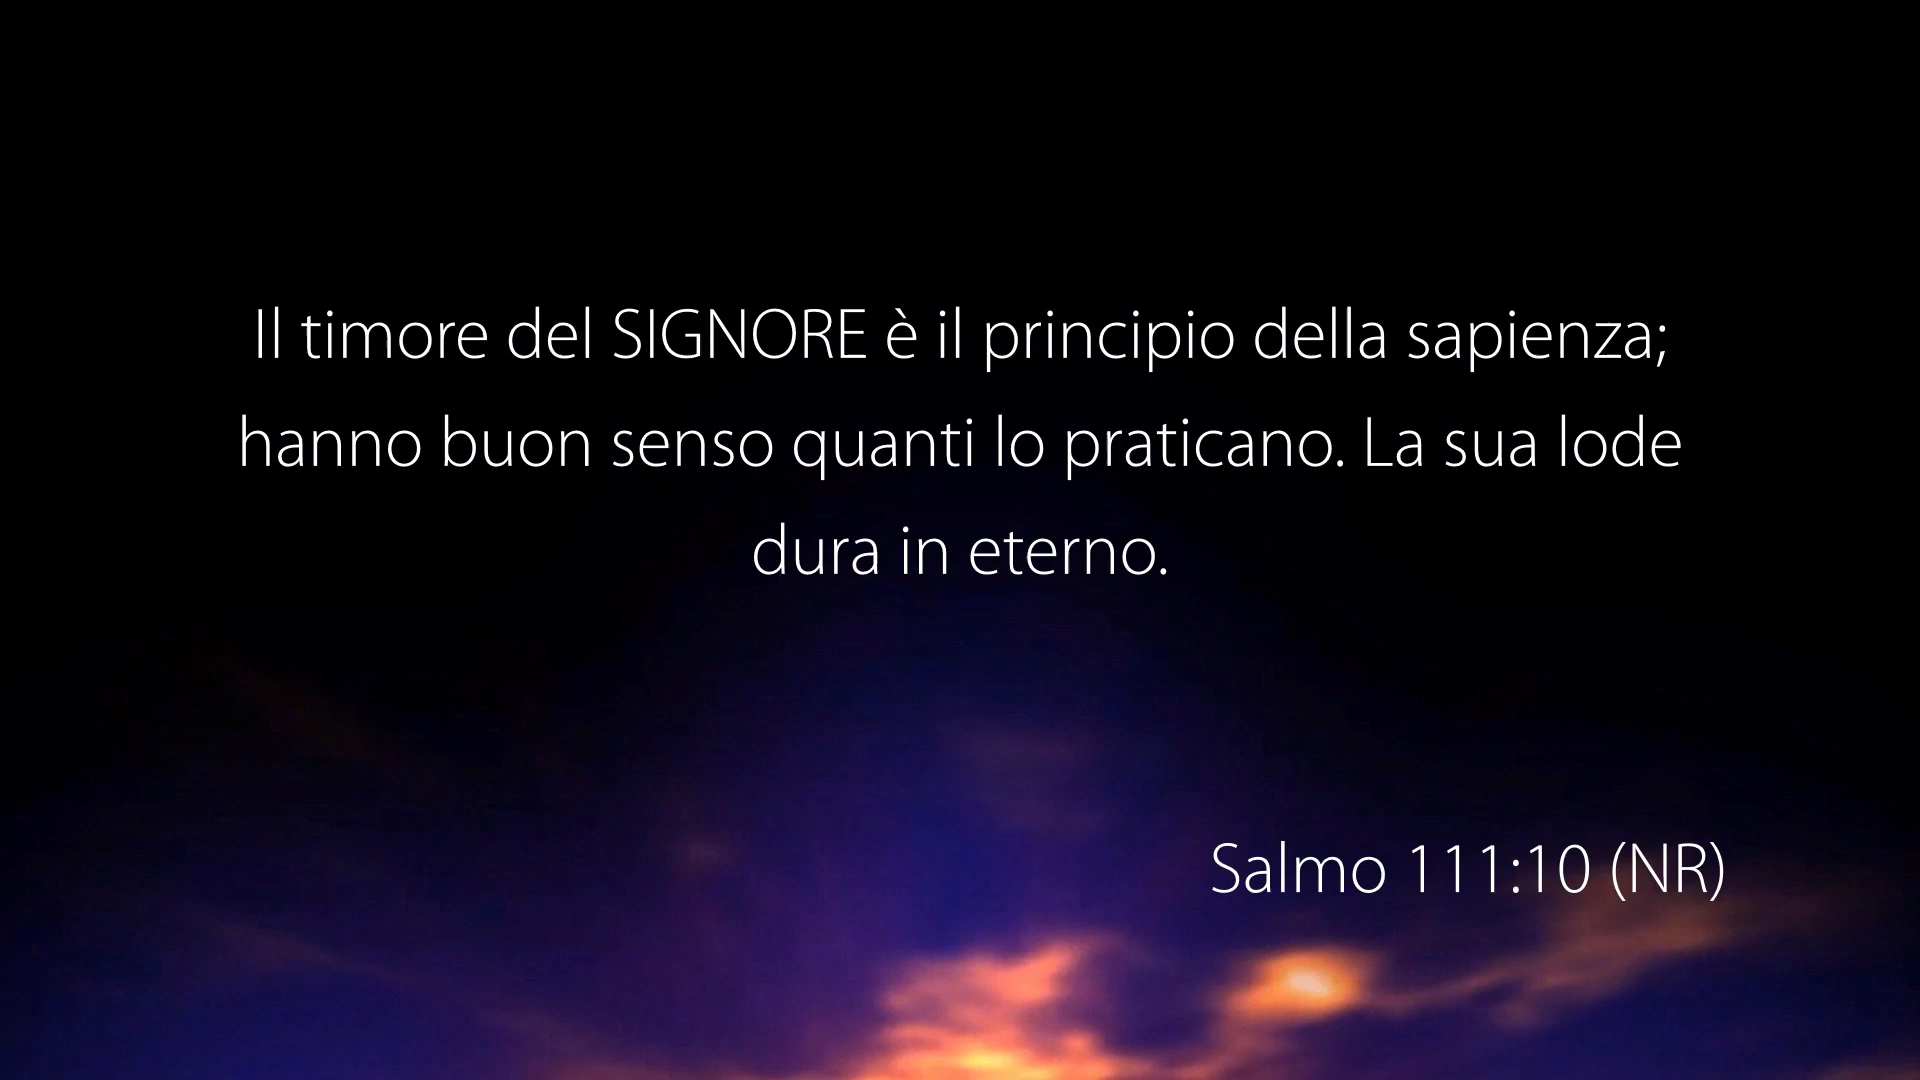 Il timore del SIGNORE è il principio della sapienza;
hanno buon senso quanti lo praticano. La sua lode
dura in eterno.
Salmo 111:10 (NR)